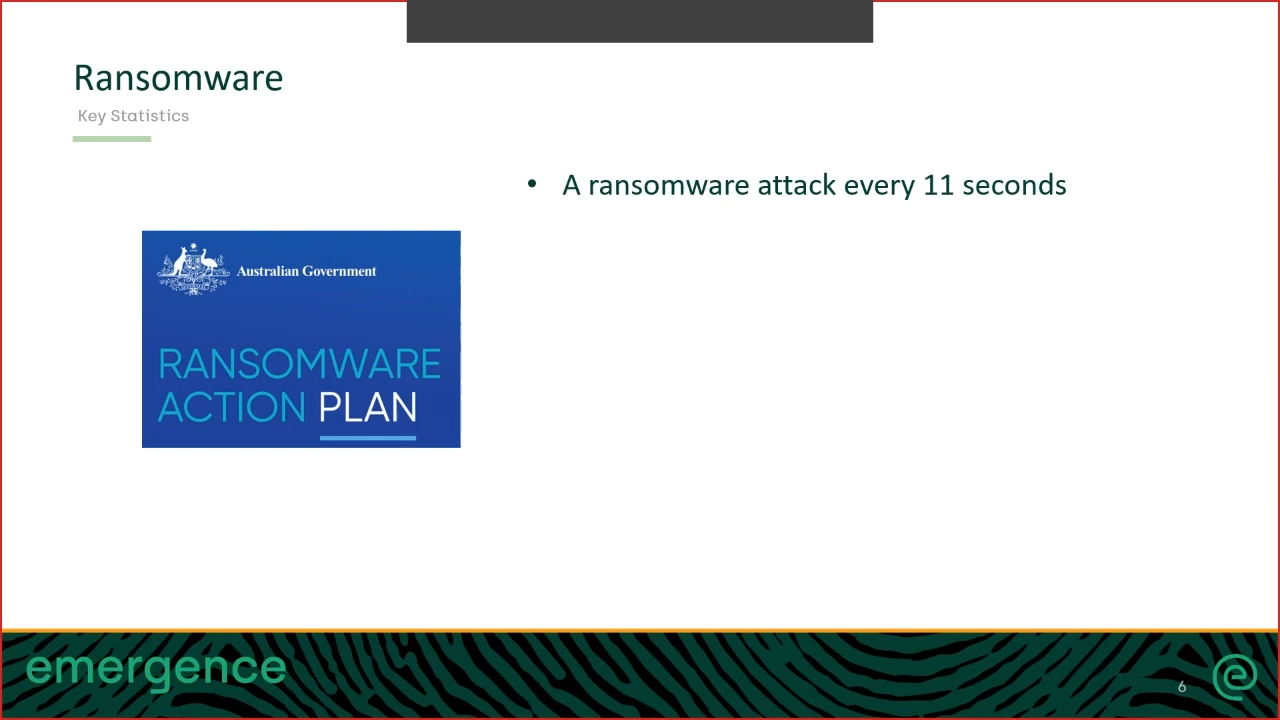 Ransomware
Key Statistics
• A ransomware attack every 11 seconds
Australian Government
RANSOMWARE
ACTION PLAN
emergence
6
e